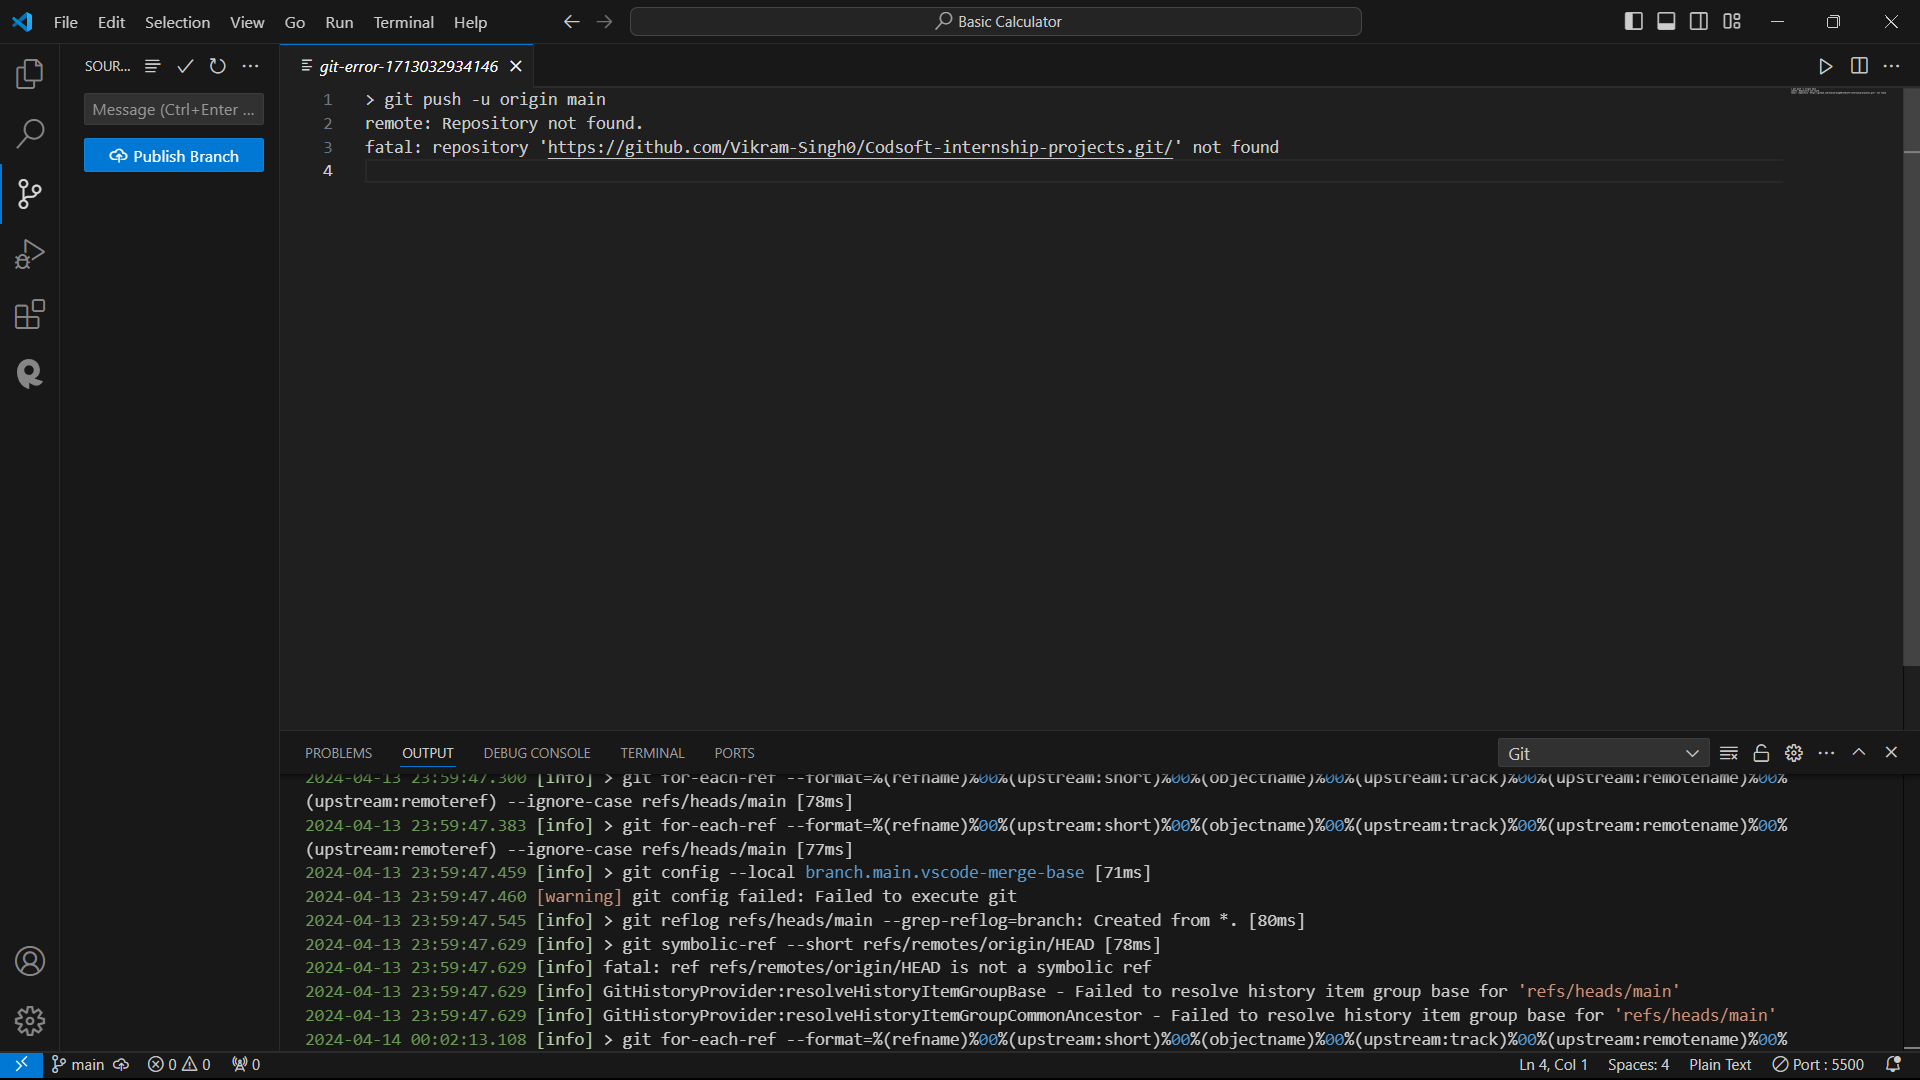 File Edit Selection View Go Run Terminal Help
Basic Calculator
SOUR...
git-error-1713032934146
Message (Ctrl+Enter ...
Publish Branch
1 > git push -u origin main
2 remote: Repository not found.
3 fatal: repository 'https://github.com/Vikram-Singh0/Codsoft-internship-projects.git/' not found
4
PROBLEMS OUTPUT DEBUG CONSOLE TERMINAL PORTS
Git
2024-04-13 23:59:47.300 [info] > git for-each-ref --format=%(refname)%00%(upstream:short)%00%(objectname)%00%(upstream:track)%00%(upstream:remotename)%00%
(upstream:remoteref) --ignore-case refs/heads/main [78ms]
2024-04-13 23:59:47.383 [info] > git for-each-ref --format=%(refname)%00%(upstream:short)%00%(objectname)%00%(upstream:track)%00%(upstream:remotename)%00%
(upstream:remoteref) --ignore-case refs/heads/main [77ms]
2024-04-13 23:59:47.459 [info] > git config --local branch.main.vscode-merge-base [71ms]
2024-04-13 23:59:47.460 [warning] git config failed: Failed to execute git
2024-04-13 23:59:47.545 [info] > git reflog refs/heads/main --grep-reflog=branch: Created from *. [80ms]
2024-04-13 23:59:47.629 [info] > git symbolic-ref --short refs/remotes/origin/HEAD [78ms]
2024-04-13 23:59:47.629 [info] fatal: ref refs/remotes/origin/HEAD is not a symbolic ref
2024-04-13 23:59:47.629 [info] GitHistoryProvider:resolveHistoryItemGroupBase - Failed to resolve history item group base for 'refs/heads/main'
2024-04-13 23:59:47.629 [info] GitHistoryProvider:resolveHistoryItemGroupCommonAncestor - Failed to resolve history item group base for 'refs/heads/main'
2024-04-14 00:02:13.108 [info] > git for-each-ref --format=%(refname)%00%(upstream:short)%00%(objectname)%00%(upstream:track)%00%(upstream:remotename)%00%
main 0 0 0 Ln 4, Col 1 Spaces: 4 Plain Text Port : 5500